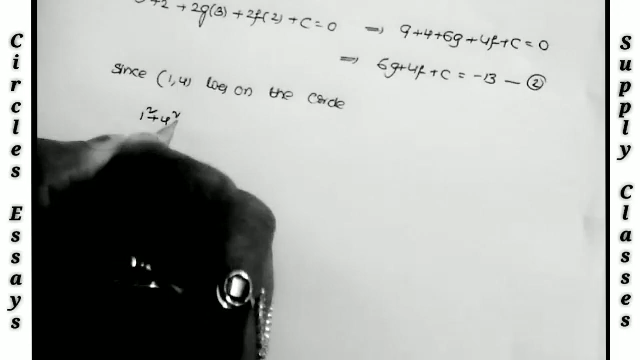 Circles Essays
+2 + 2g(3) + 2f(2) + C = 0 ⟹ 9+4+6g+4f+C = 0
⟹ 6g+4f+C = -13 — ②
Since (1,4) lies on the Circle
1²+4²
Supply Classes